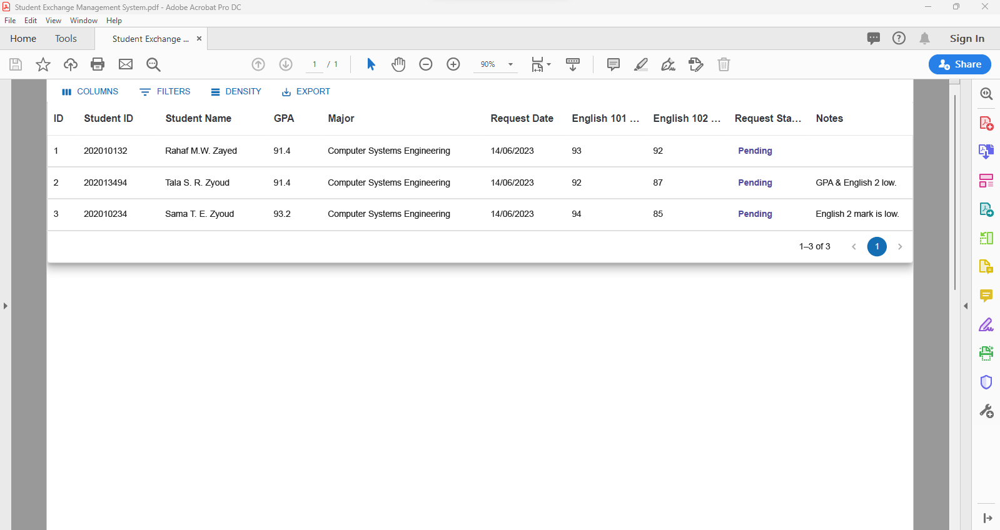 Student Exchange Management System.pdf - Adobe Acrobat Pro DC
File Edit View Window Help
Home Tools Student Exchange ... × Sign In
1 / 1 90% Share
COLUMNS FILTERS DENSITY EXPORT
ID Student ID Student Name GPA Major Request Date English 101 ... English 102 ... Request Sta... Notes
1 202010132 Rahaf M.W. Zayed 91.4 Computer Systems Engineering 14/06/2023 93 92 Pending
2 202013494 Tala S. R. Zyoud 91.4 Computer Systems Engineering 14/06/2023 92 87 Pending GPA & English 2 low.
3 202010234 Sama T. E. Zyoud 93.2 Computer Systems Engineering 14/06/2023 94 85 Pending English 2 mark is low.
1–3 of 3 1